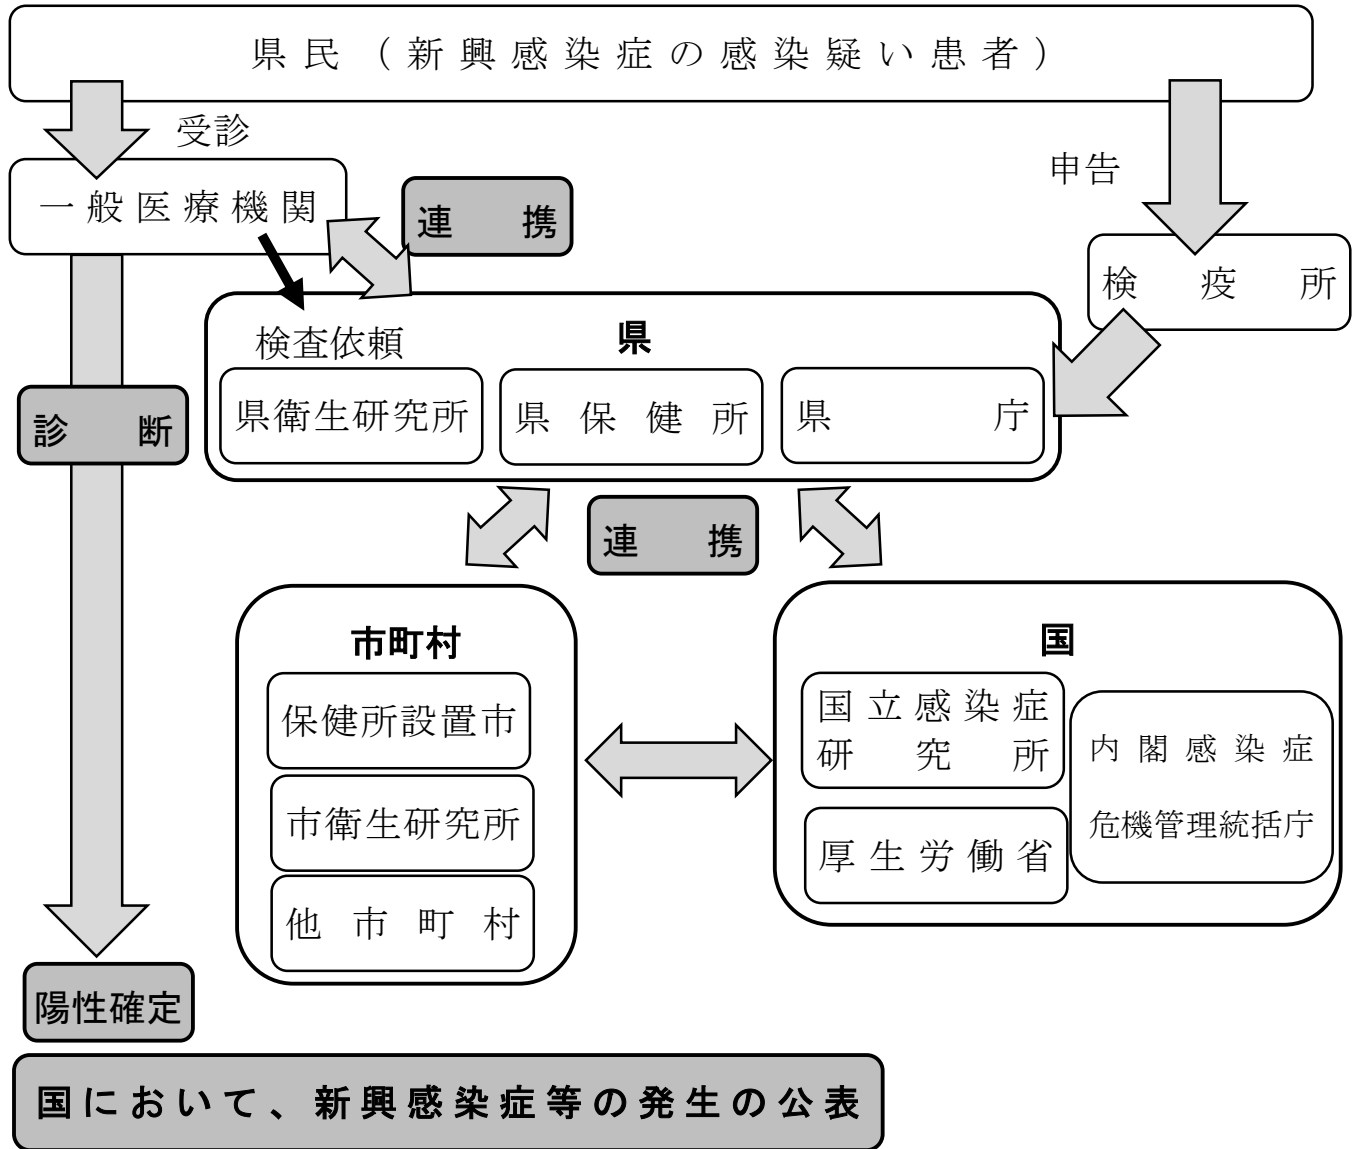 県民（新興感染症の感染疑い患者）
受診
申告
一般医療機関
連携
検疫所
検査依頼
県
県衛生研究所
県保健所
県庁
診断
連携
市町村
保健所設置市
市衛生研究所
他市町村
国
国立感染症
研究所
厚生労働省
内閣感染症
危機管理統括庁
陽性確定
国において、新興感染症等の発生の公表